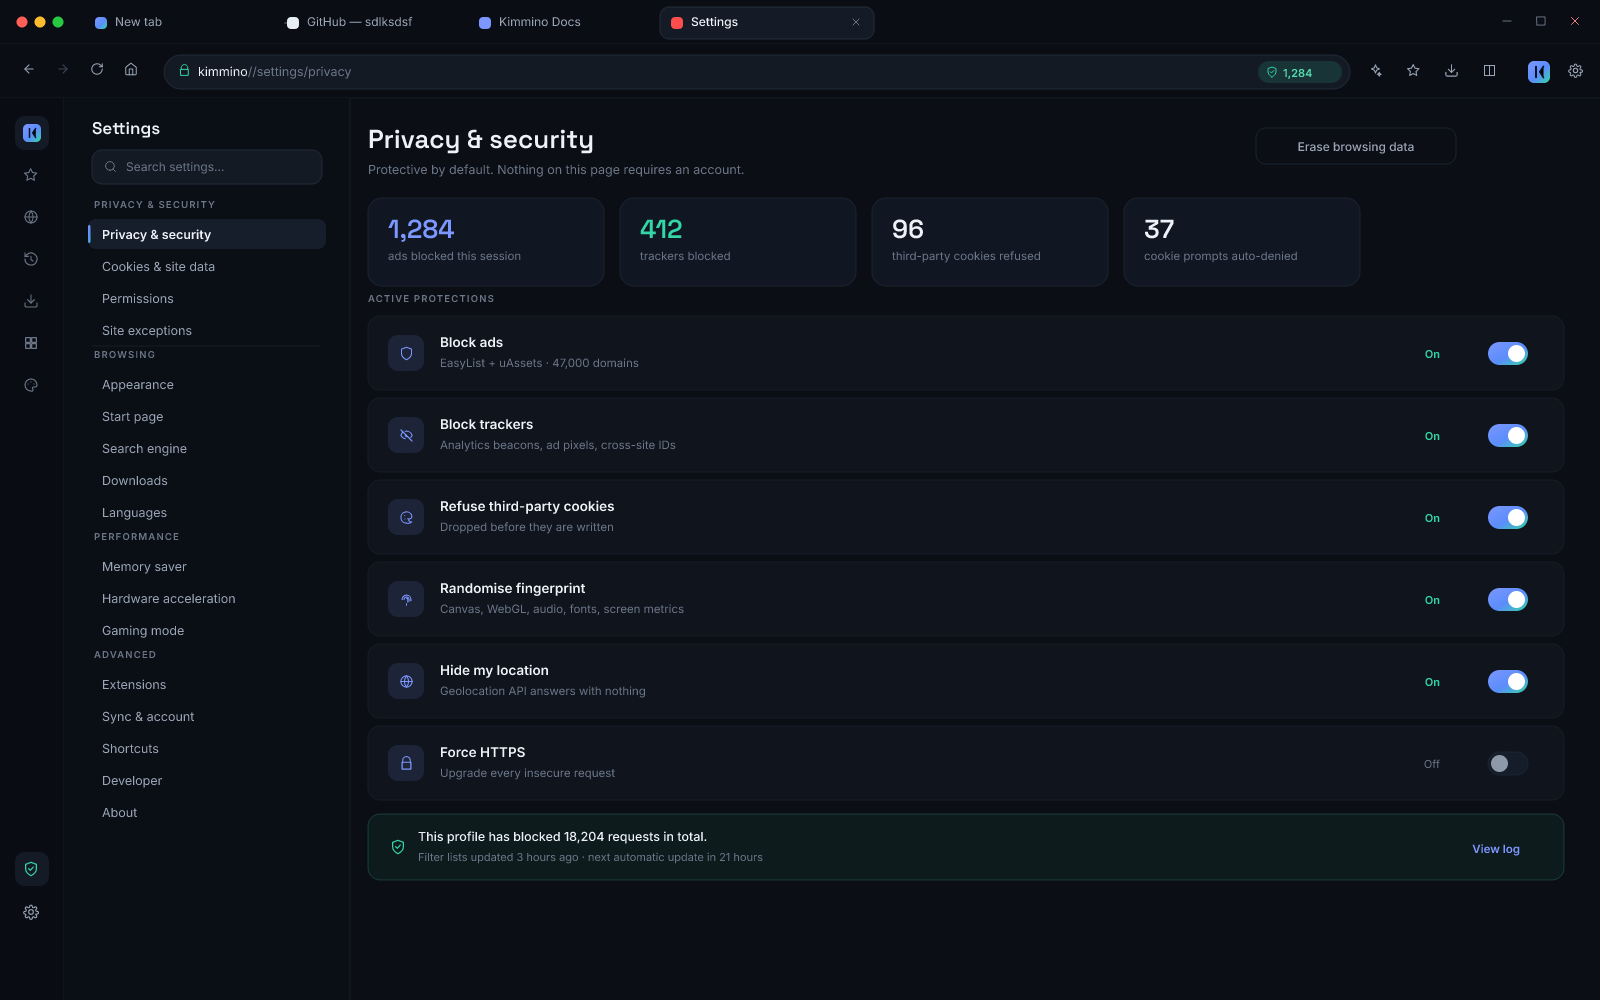 New tab
GitHub — sdlksdsf
Kimmino Docs
Settings
kimmino//settings/privacy
1,284
Settings
Search settings...
PRIVACY & SECURITY
Privacy & security
Cookies & site data
Permissions
Site exceptions
BROWSING
Appearance
Start page
Search engine
Downloads
Languages
PERFORMANCE
Memory saver
Hardware acceleration
Gaming mode
ADVANCED
Extensions
Sync & account
Shortcuts
Developer
About
Privacy & security
Protective by default. Nothing on this page requires an account.
Erase browsing data
1,284
ads blocked this session
412
trackers blocked
96
third-party cookies refused
37
cookie prompts auto-denied
ACTIVE PROTECTIONS
Block ads
EasyList + uAssets · 47,000 domains
On
Block trackers
Analytics beacons, ad pixels, cross-site IDs
On
Refuse third-party cookies
Dropped before they are written
On
Randomise fingerprint
Canvas, WebGL, audio, fonts, screen metrics
On
Hide my location
Geolocation API answers with nothing
On
Force HTTPS
Upgrade every insecure request
Off
This profile has blocked 18,204 requests in total.
Filter lists updated 3 hours ago · next automatic update in 21 hours
View log